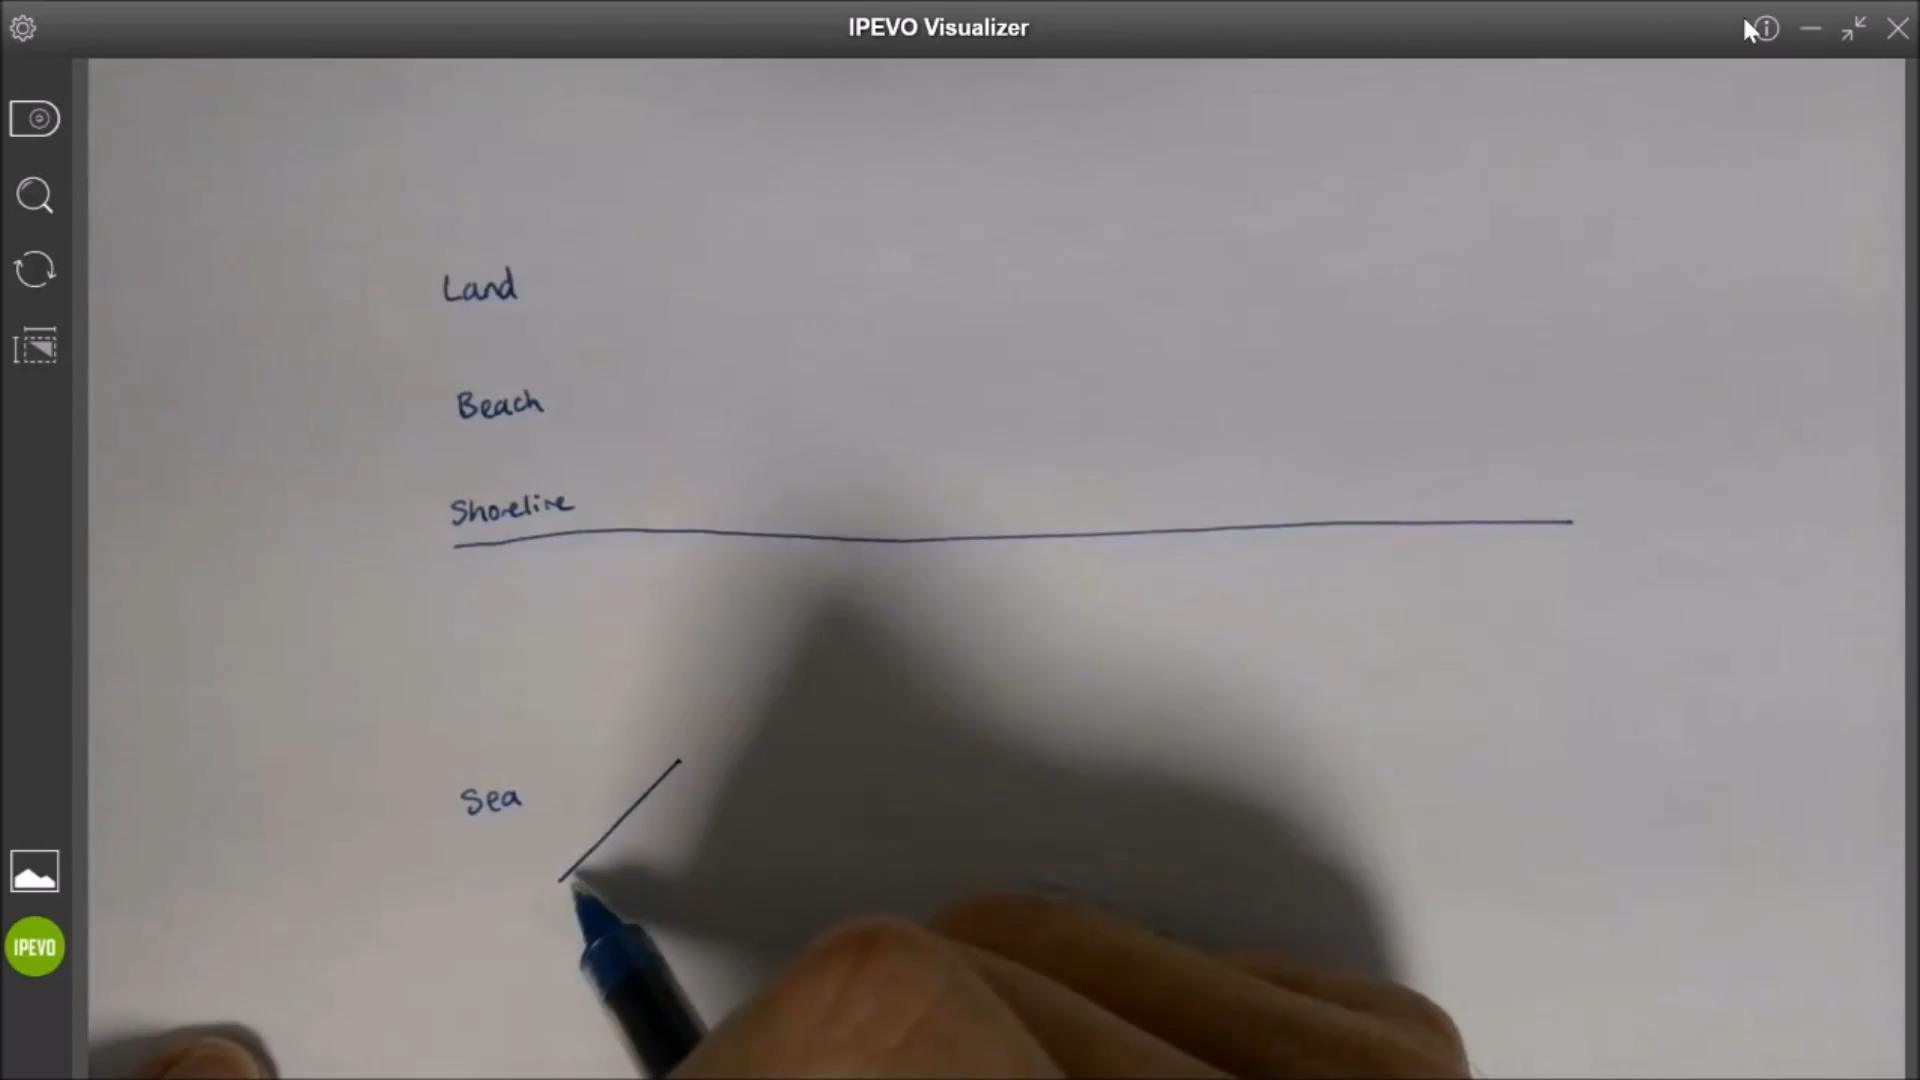 IPEVO Visualizer
Land
Beach
Shoreline
Sea
IPEVO